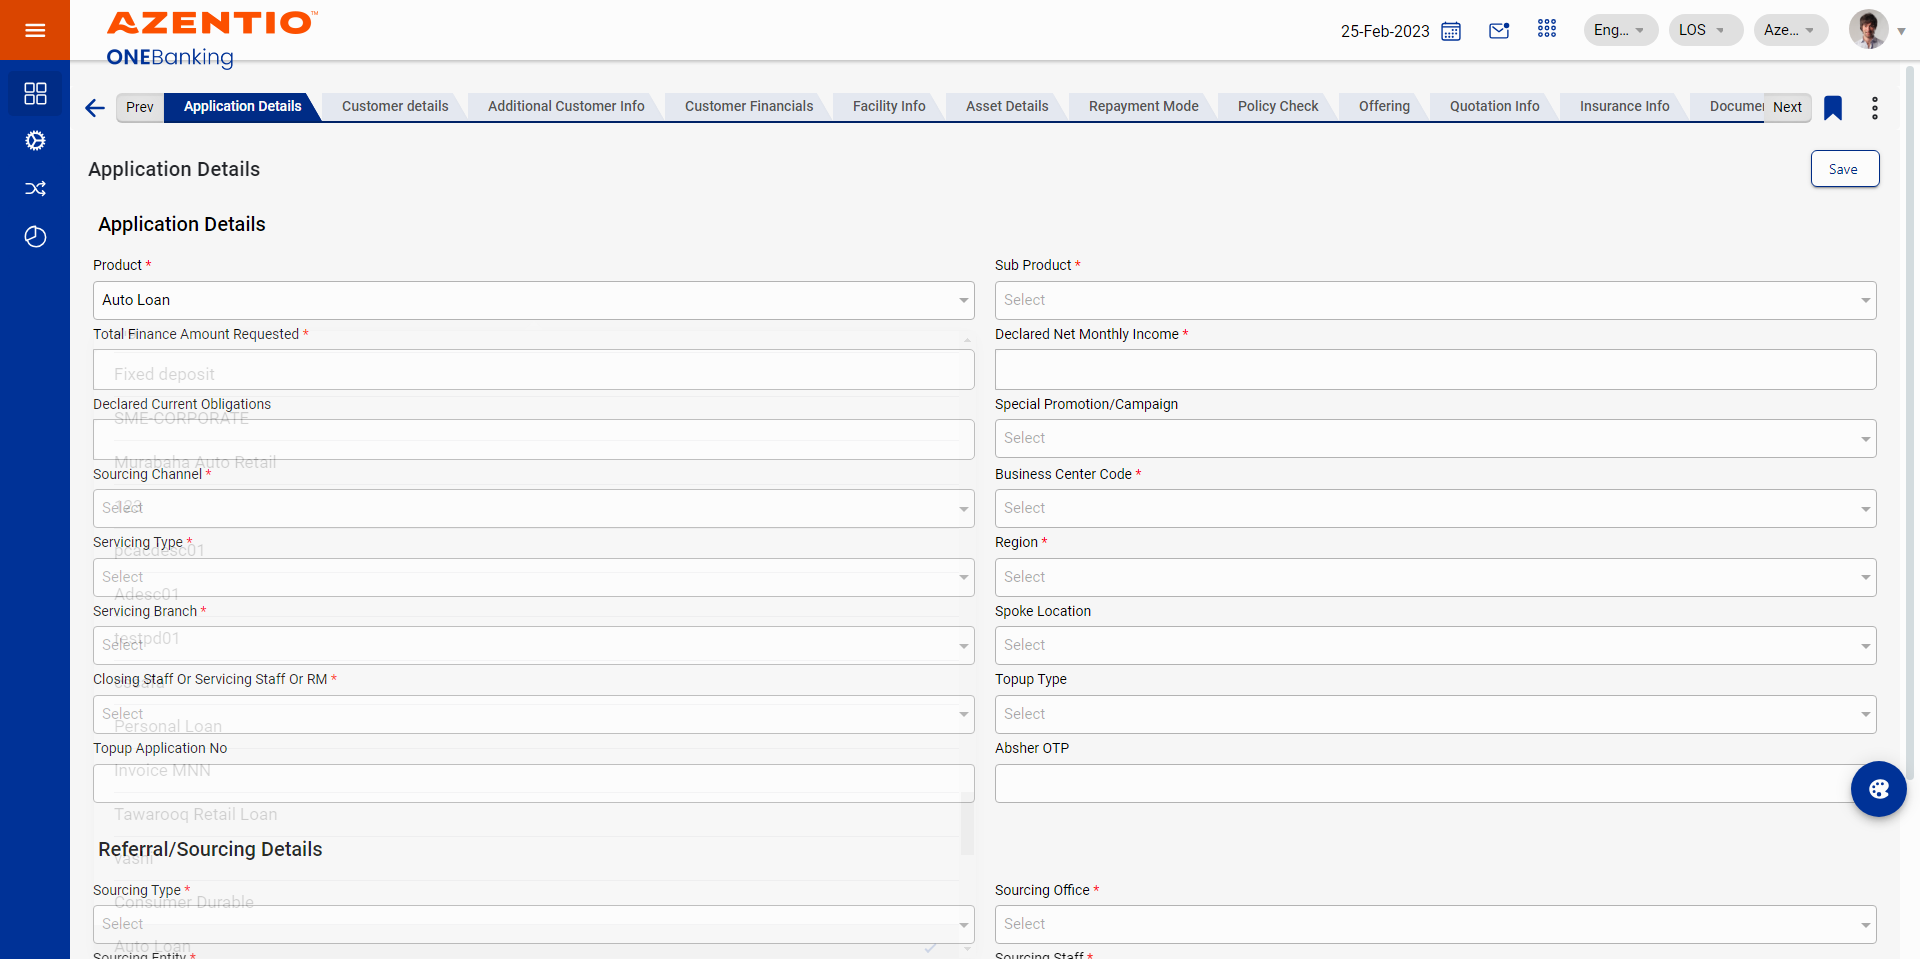 AZENTIO™
ONEBanking
25-Feb-2023
Eng...
LOS
Aze...
Prev
Application Details
Customer details
Additional Customer Info
Customer Financials
Facility Info
Asset Details
Repayment Mode
Policy Check
Offering
Quotation Info
Insurance Info
Documen
Next
Application Details
Save
Application Details
Product *
Sub Product *
Auto Loan
Select
Total Finance Amount Requested *
Declared Net Monthly Income *
Fixed deposit
Declared Current Obligations
Special Promotion/Campaign
SME-CORPORATE
Select
Murabaha Auto Retail
Sourcing Channel *
Business Center Code *
Select
123
Select
Servicing Type *
Region *
pcacdesc01
Select
Select
Adesc01
Servicing Branch *
Spoke Location
testpd01
Select
Select
Closing Staff Or Servicing Staff Or RM *
Topup Type
Select
Select
Personal Loan
Topup Application No
Absher OTP
Invoice MNN
Tawarooq Retail Loan
Referral/Sourcing Details
vashi
Sourcing Type *
Sourcing Office *
Consumer Durable
Select
Select
Auto Loan
Sourcing Entity *
Sourcing Staff *